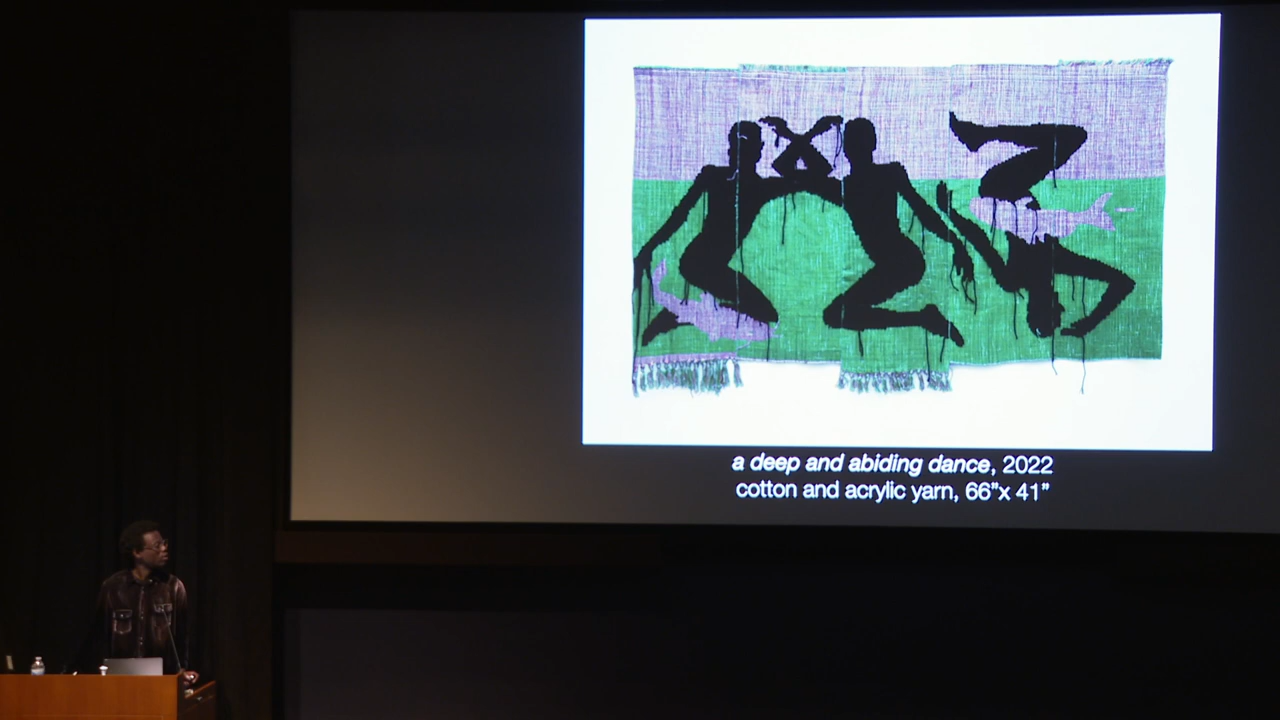 a deep and abiding dance, 2022
cotton and acrylic yarn, 66”x 41”